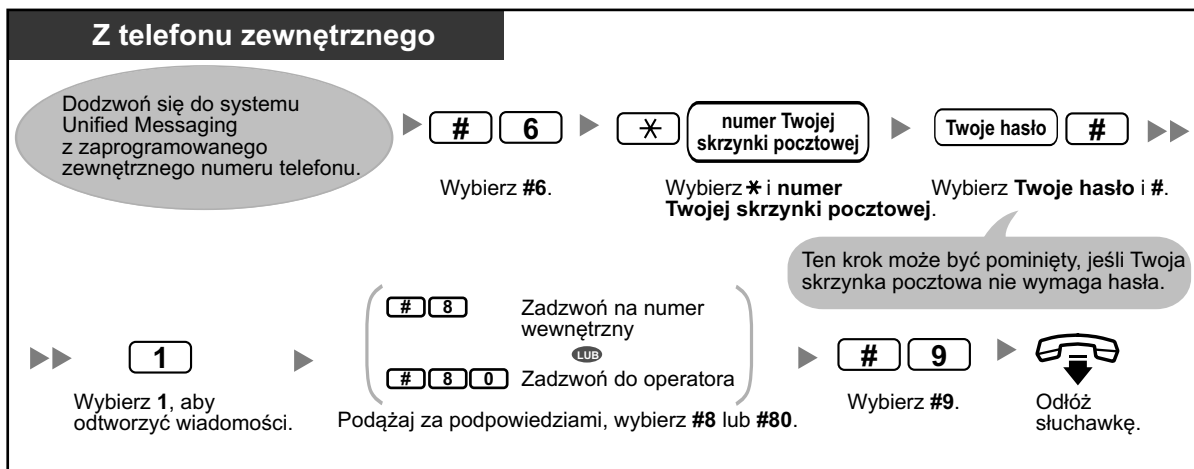 Z telefonu zewnętrznego
Dodzwoń się do systemu
Unified Messaging
z zaprogramowanego
zewnętrznego numeru telefonu.
# 6
Wybierz #6.
* numer Twojej
skrzynki pocztowej
Wybierz * i numer
Twojej skrzynki pocztowej.
Twoje hasło #
Wybierz Twoje hasło i #.
Ten krok może być pominięty, jeśli Twoja
skrzynka pocztowa nie wymaga hasła.
1
Wybierz 1, aby
odtworzyć wiadomości.
# 8 Zadzwoń na numer
wewnętrzny
LUB
# 8 0 Zadzwoń do operatora
Podążaj za podpowiedziami, wybierz #8 lub #80.
# 9
Wybierz #9.
Odłóż
słuchawkę.